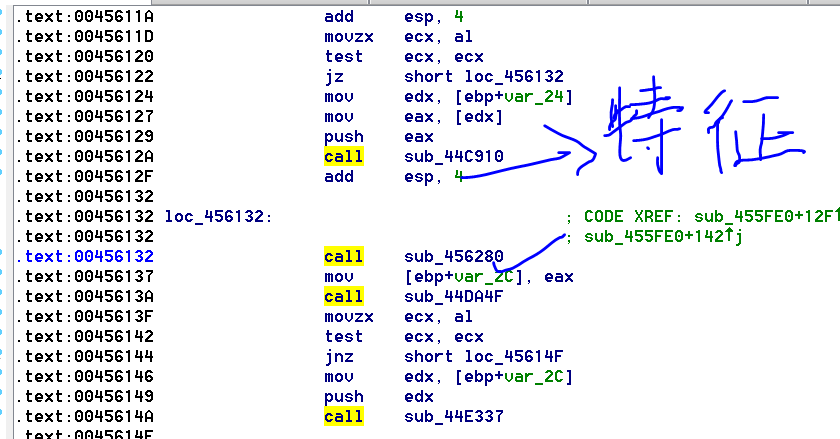 .text:0045611A add esp, 4
.text:0045611D movzx ecx, al
.text:00456120 test ecx, ecx
.text:00456122 jz short loc_456132
.text:00456124 mov edx, [ebp+var_24]
.text:00456127 mov eax, [edx]
.text:00456129 push eax
.text:0045612A call sub_44C910
.text:0045612F add esp, 4
特征
.text:00456132
.text:00456132 loc_456132: ; CODE XREF: sub_455FE0+12F↑
.text:00456132 ; sub_455FE0+142↑j
.text:00456132 call sub_456280
.text:00456137 mov [ebp+var_2C], eax
.text:0045613A call sub_44DA4F
.text:0045613F movzx ecx, al
.text:00456142 test ecx, ecx
.text:00456144 jnz short loc_45614F
.text:00456146 mov edx, [ebp+var_2C]
.text:00456149 push edx
.text:0045614A call sub_44E337